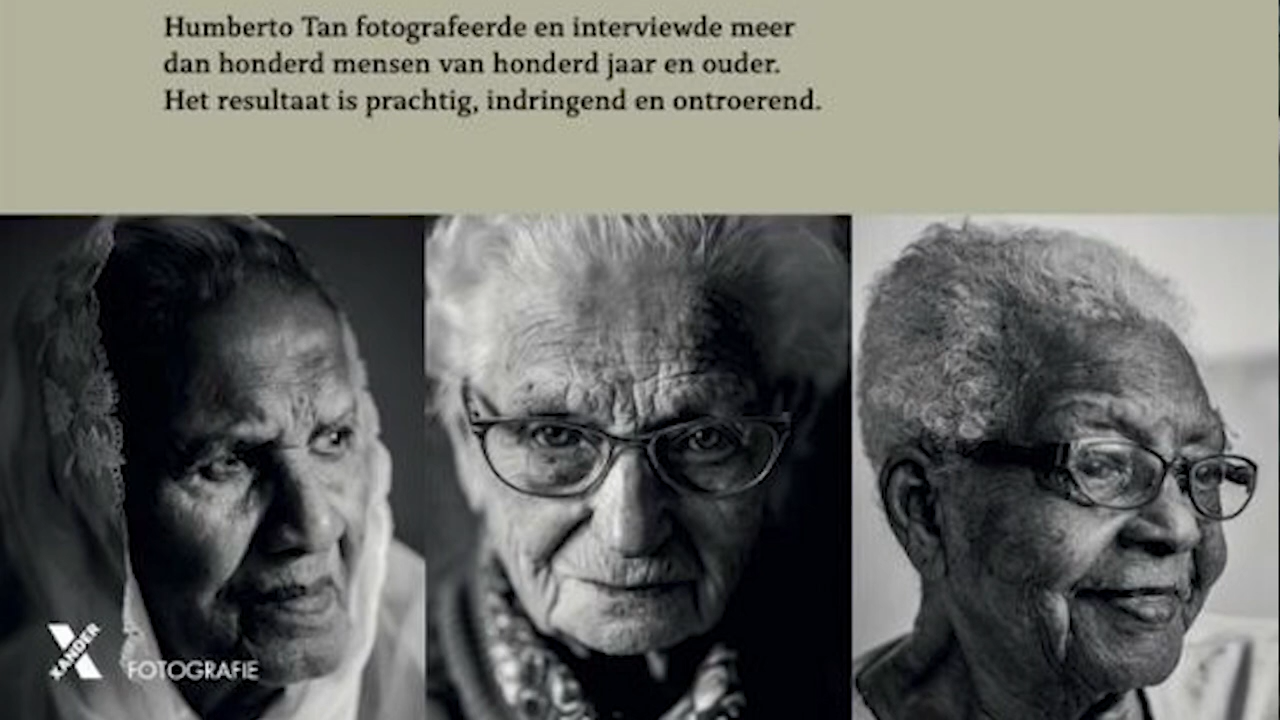 Humberto Tan fotografeerde en interviewde meer
dan honderd mensen van honderd jaar en ouder.
Het resultaat is prachtig, indringend en ontroerend.
XANDER
FOTOGRAFIE